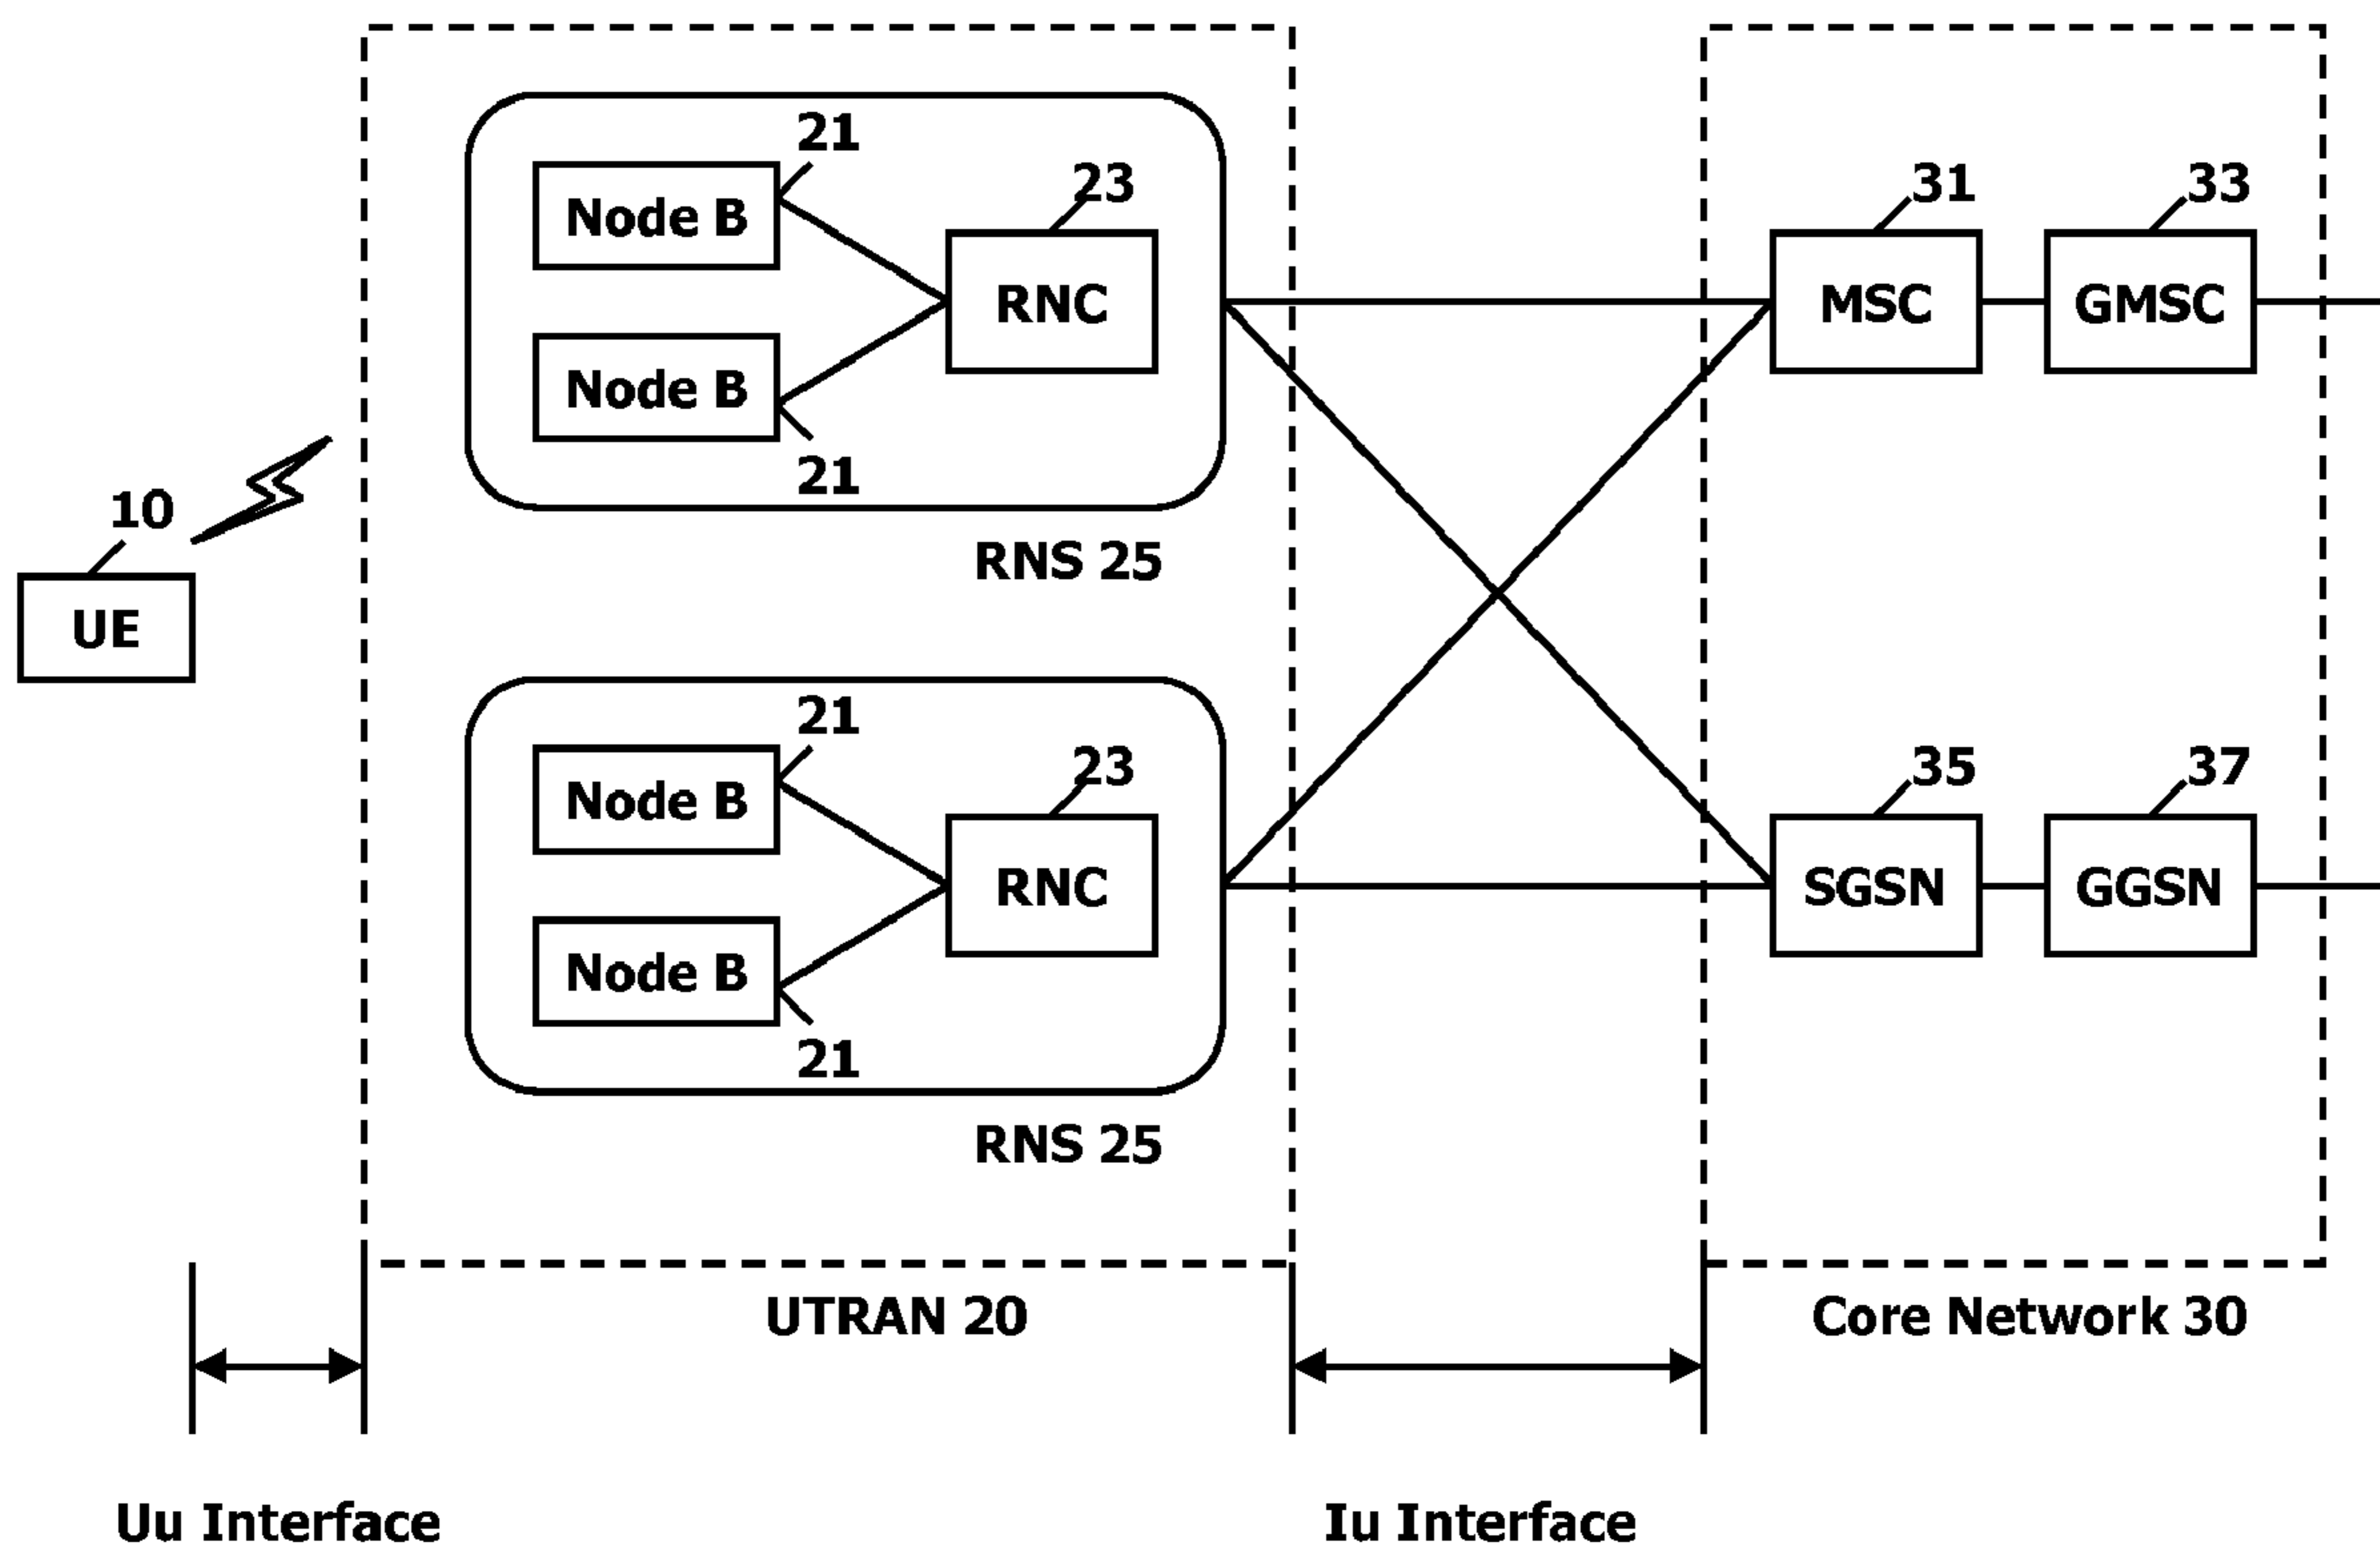 21
Node B
23
RNC
Node B
21
RNS 25
10
UE
21
Node B
23
RNC
Node B
21
RNS 25
31
MSC
33
GMSC
35
SGSN
37
GGSN
UTRAN 20
Core Network 30
Uu Interface
Iu Interface